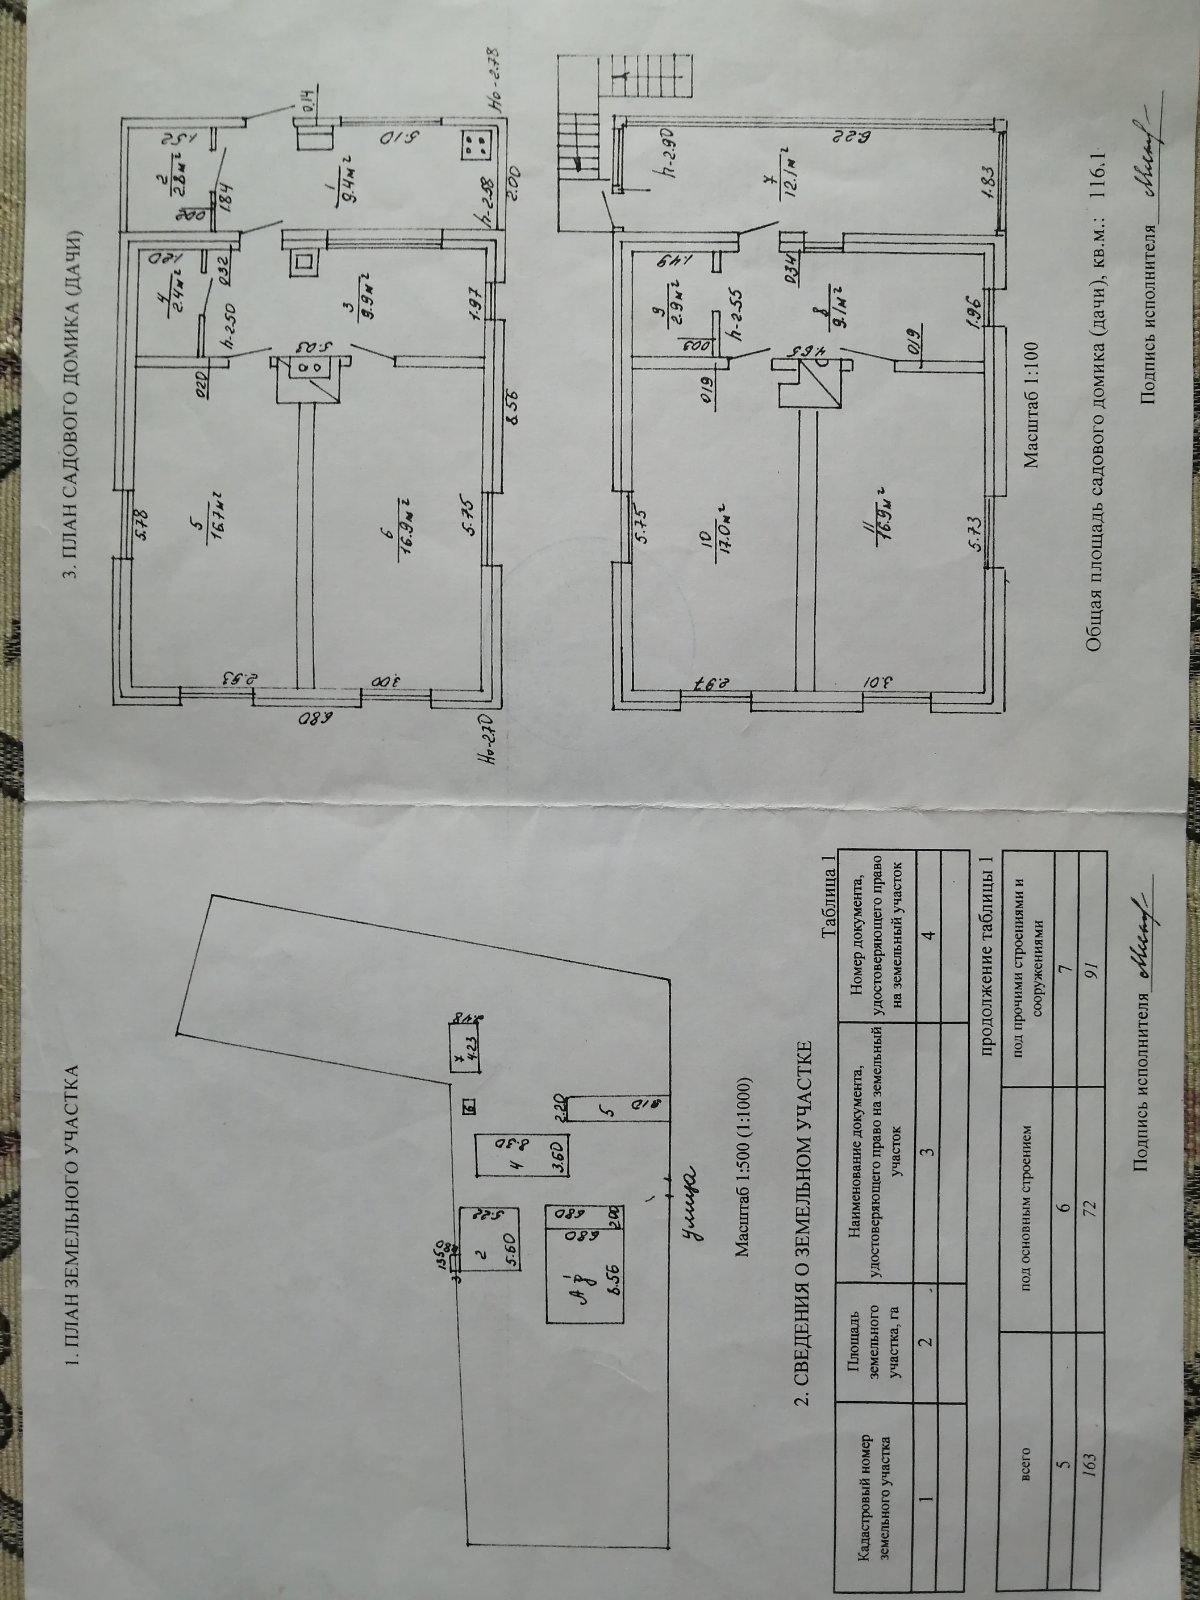 1. ПЛАН ЗЕМЕЛЬНОГО УЧАСТКА
7
4.23
2.48
6
2.20
5
8.10
4
8.30
3.60
1.35
3
2
5.22
5.60
А
6.80
6.80
8.56
2.00
улица
Масштаб 1:500 (1:1000)
2. СВЕДЕНИЯ О ЗЕМЕЛЬНОМ УЧАСТКЕ
Таблица 1
Кадастровый номер земельного участка
Площадь земельного участка, га
Наименование документа, удостоверяющего право на земельный участок
Номер документа, удостоверяющего право на земельный участок
1
2
3
4
продолжение таблицы 1
всего
под основным строением
под прочими строениями и сооружениями
5
6
7
163
72
91
Подпись исполнителя
3. ПЛАН САДОВОГО ДОМИКА (ДАЧИ)
2
2.8м²
1.52
1.84
0.14
1
9.4м²
5.10
h-2.58
2.00
Но-2.78
4
2.4м²
1.20
0.32
h-2.50
3
9.9м²
5.03
1.97
0.20
8.56
5
16.7м²
5.78
6
16.9м²
5.75
2.93
3.00
6.80
Но-2.70
h-2.90
6.22
7
12.1м²
1.83
9
2.9м²
1.49
h-2.55
0.34
8
9.1м²
1.96
4.65
0.19
0.19
10
17.0м²
5.75
11
16.9м²
5.73
2.97
3.01
Масштаб 1:100
Общая площадь садового домика (дачи), кв.м.: 116.1
Подпись исполнителя